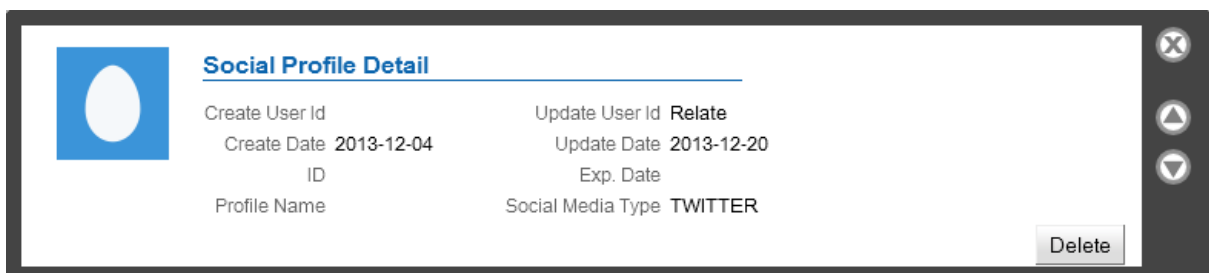 Social Profile Detail
Create User Id Update User Id Relate
Create Date 2013-12-04 Update Date 2013-12-20
ID Exp. Date
Profile Name Social Media Type TWITTER
Delete